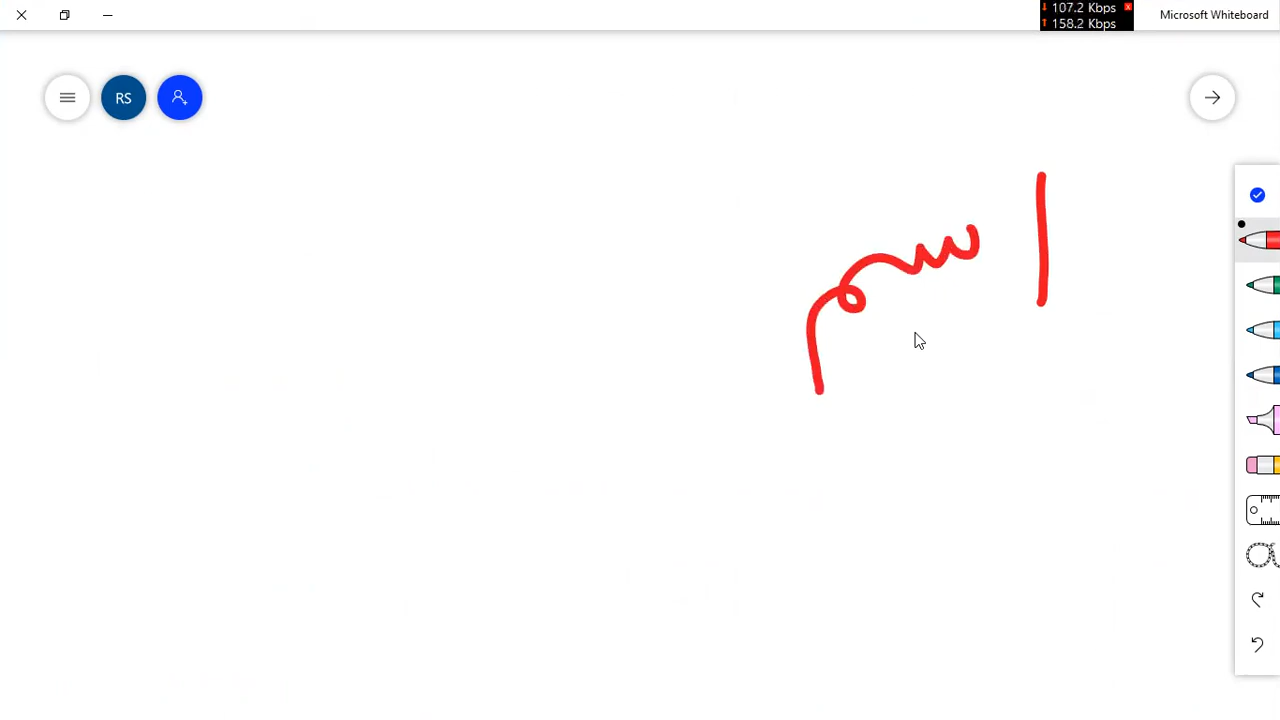 ↓ 107.2 Kbps x
↑ 158.2 Kbps
Microsoft Whiteboard
RS
اسم